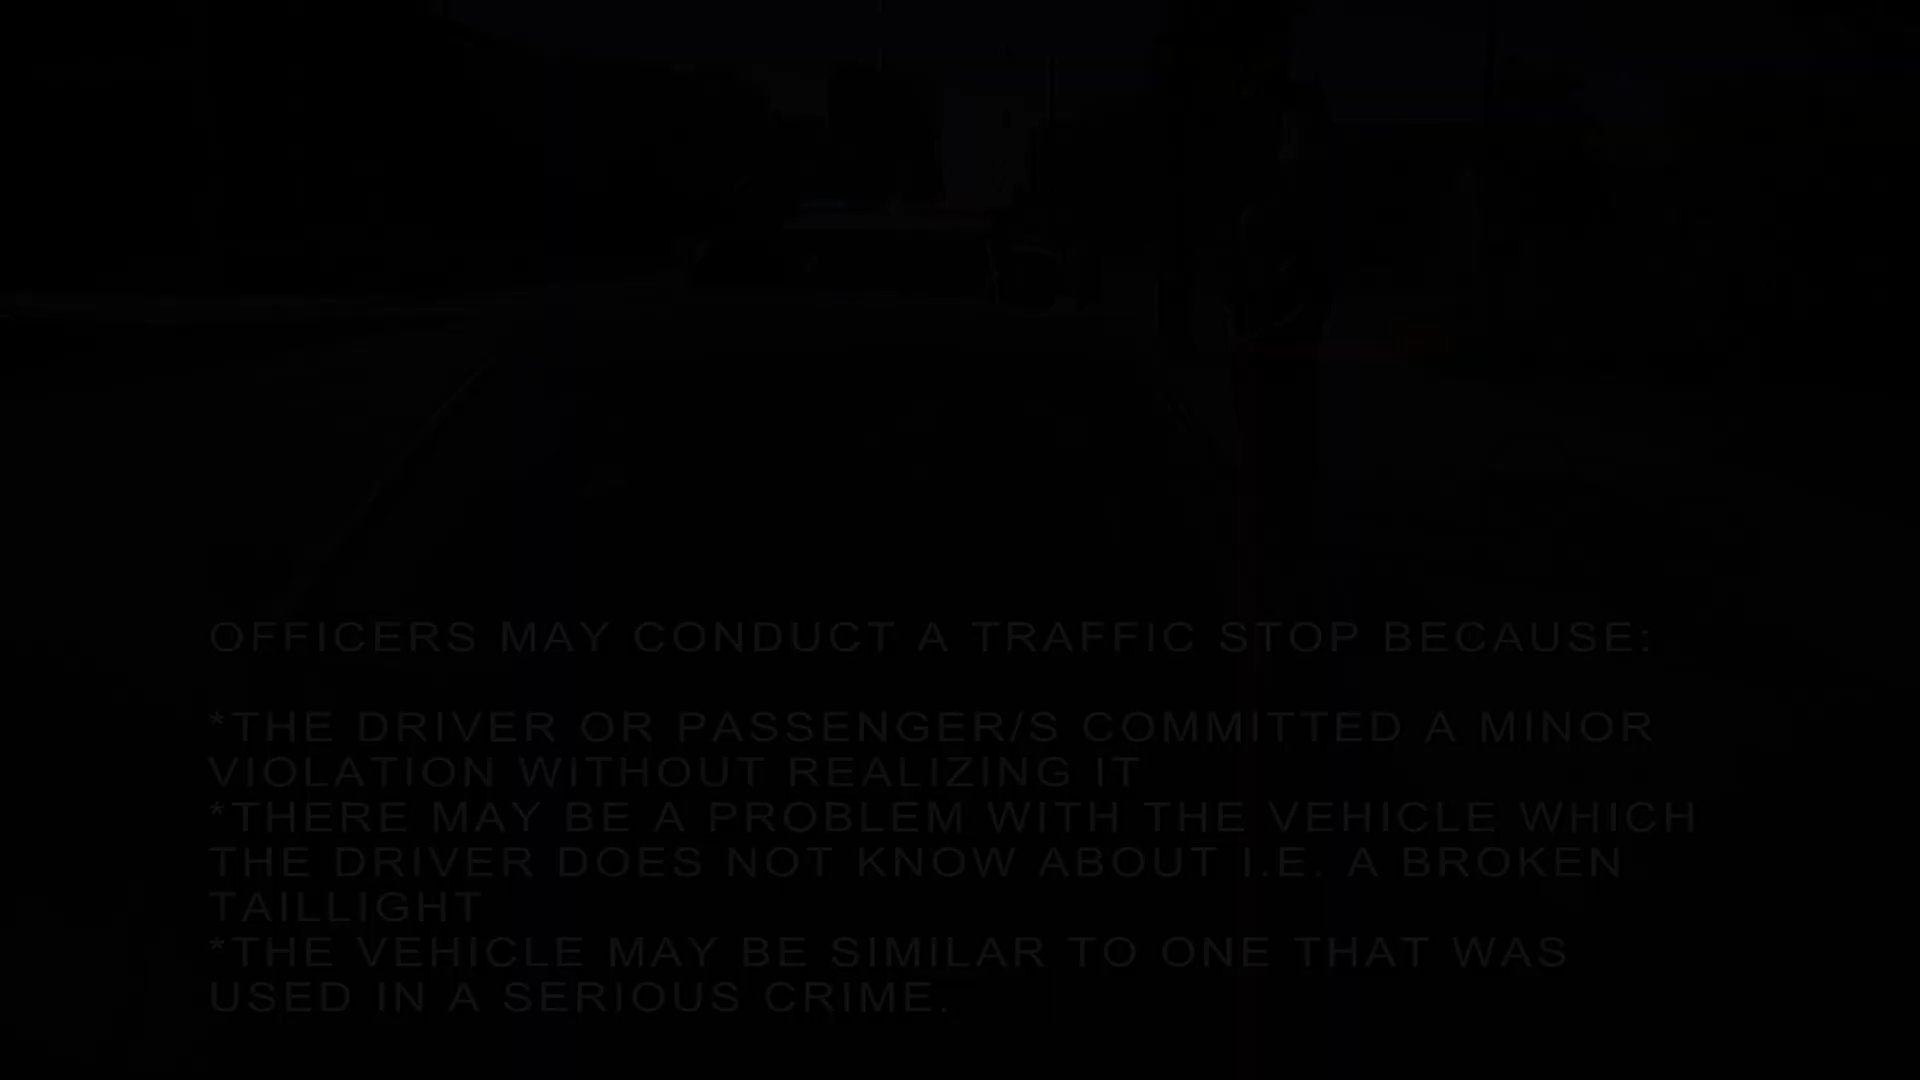 OFFICERS MAY CONDUCT A TRAFFIC STOP BECAUSE:
*THE DRIVER OR PASSENGER/S COMMITTED A MINOR
VIOLATION WITHOUT REALIZING IT
*THERE MAY BE A PROBLEM WITH THE VEHICLE WHICH
THE DRIVER DOES NOT KNOW ABOUT I.E. A BROKEN
TAILLIGHT
*THE VEHICLE MAY BE SIMILAR TO ONE THAT WAS
USED IN A SERIOUS CRIME.